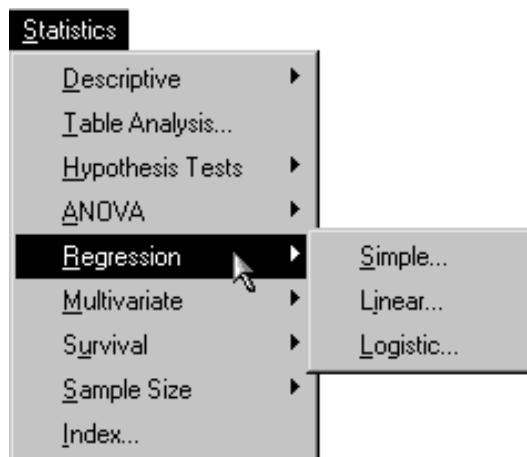 Statistics
Descriptive
Table Analysis...
Hypothesis Tests
ANOVA
Regression
Multivariate
Survival
Sample Size
Index...
Simple...
Linear...
Logistic...